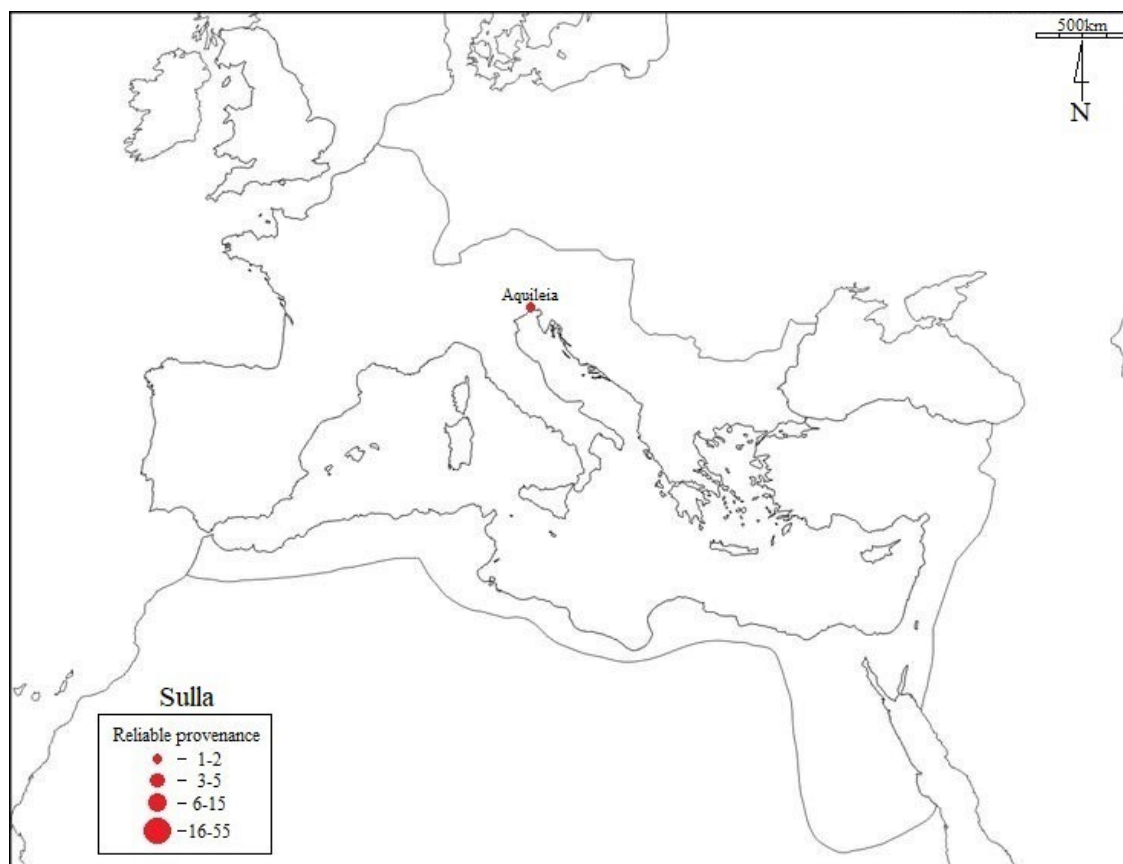 500km
N
Aquileia
Sulla
Reliable provenance
– 1-2
– 3-5
– 6-15
–16-55